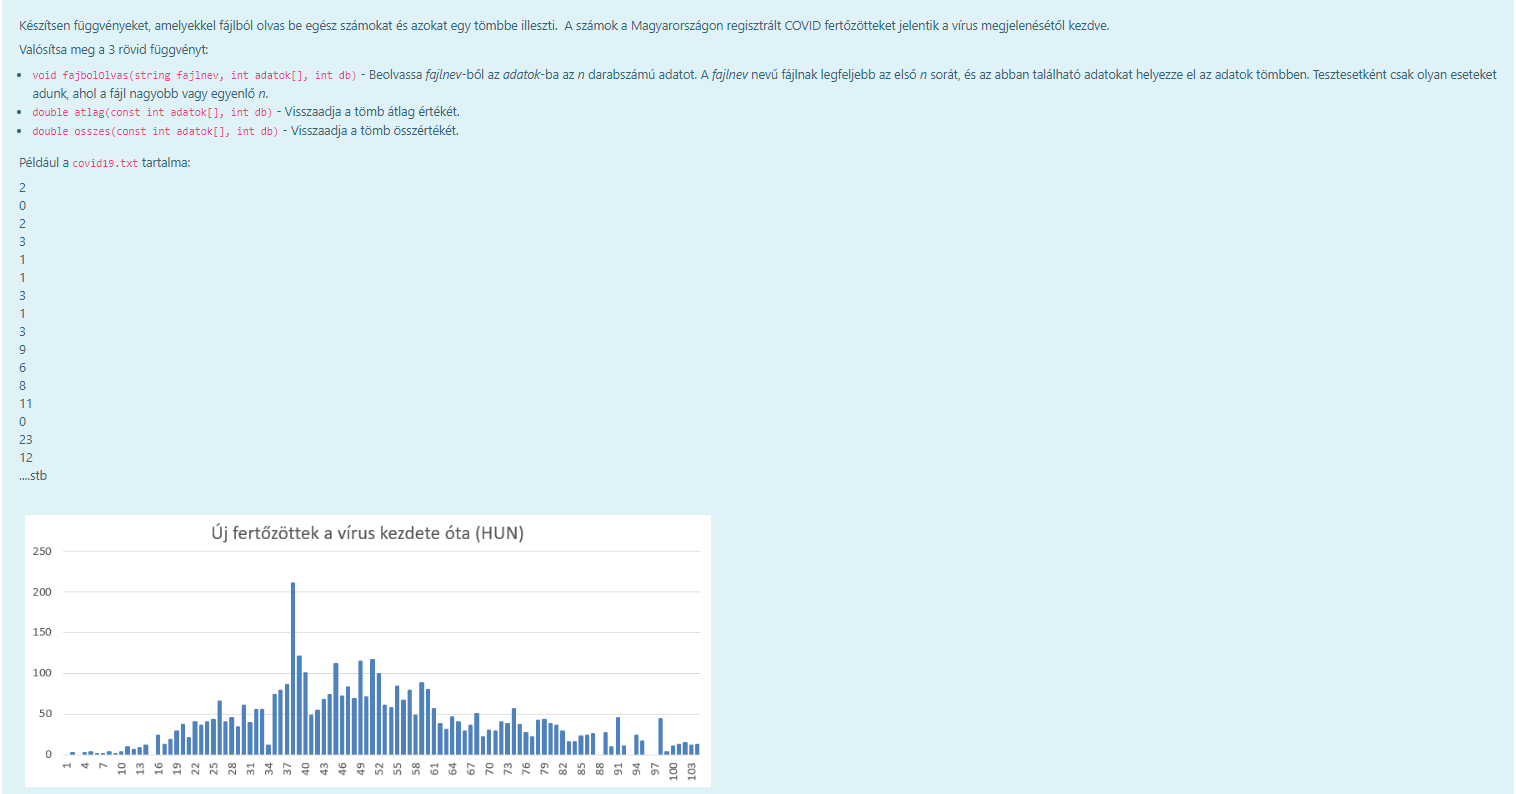 Készítsen függvényeket, amelyekkel fájlból olvas be egész számokat és azokat egy tömbbe illeszti.  A számok a Magyarországon regisztrált COVID fertőzötteket jelentik a vírus megjelenésétől kezdve.
Valósítsa meg a 3 rövid függvényt:
• void fajbolOlvas(string fajlnev, int adatok[], int db) - Beolvassa fajlnev-ből az adatok-ba az n darabszámú adatot. A fajlnev nevű fájlnak legfeljebb az első n sorát, és az abban található adatokat helyezze el az adatok tömbben. Tesztesetként csak olyan eseteket
adunk, ahol a fájl nagyobb vagy egyenlő n.
• double atlag(const int adatok[], int db) - Visszaadja a tömb átlag értékét.
• double osszes(const int adatok[], int db) - Visszaadja a tömb összértékét.
Például a covid19.txt tartalma:
2
0
2
3
1
1
3
1
3
9
6
8
11
0
23
12
....stb
Új fertőzöttek a vírus kezdete óta (HUN)
250
200
150
100
50
0
1 4 7 10 13 16 19 22 25 28 31 34 37 40 43 46 49 52 55 58 61 64 67 70 73 76 79 82 85 88 91 94 97 100 103